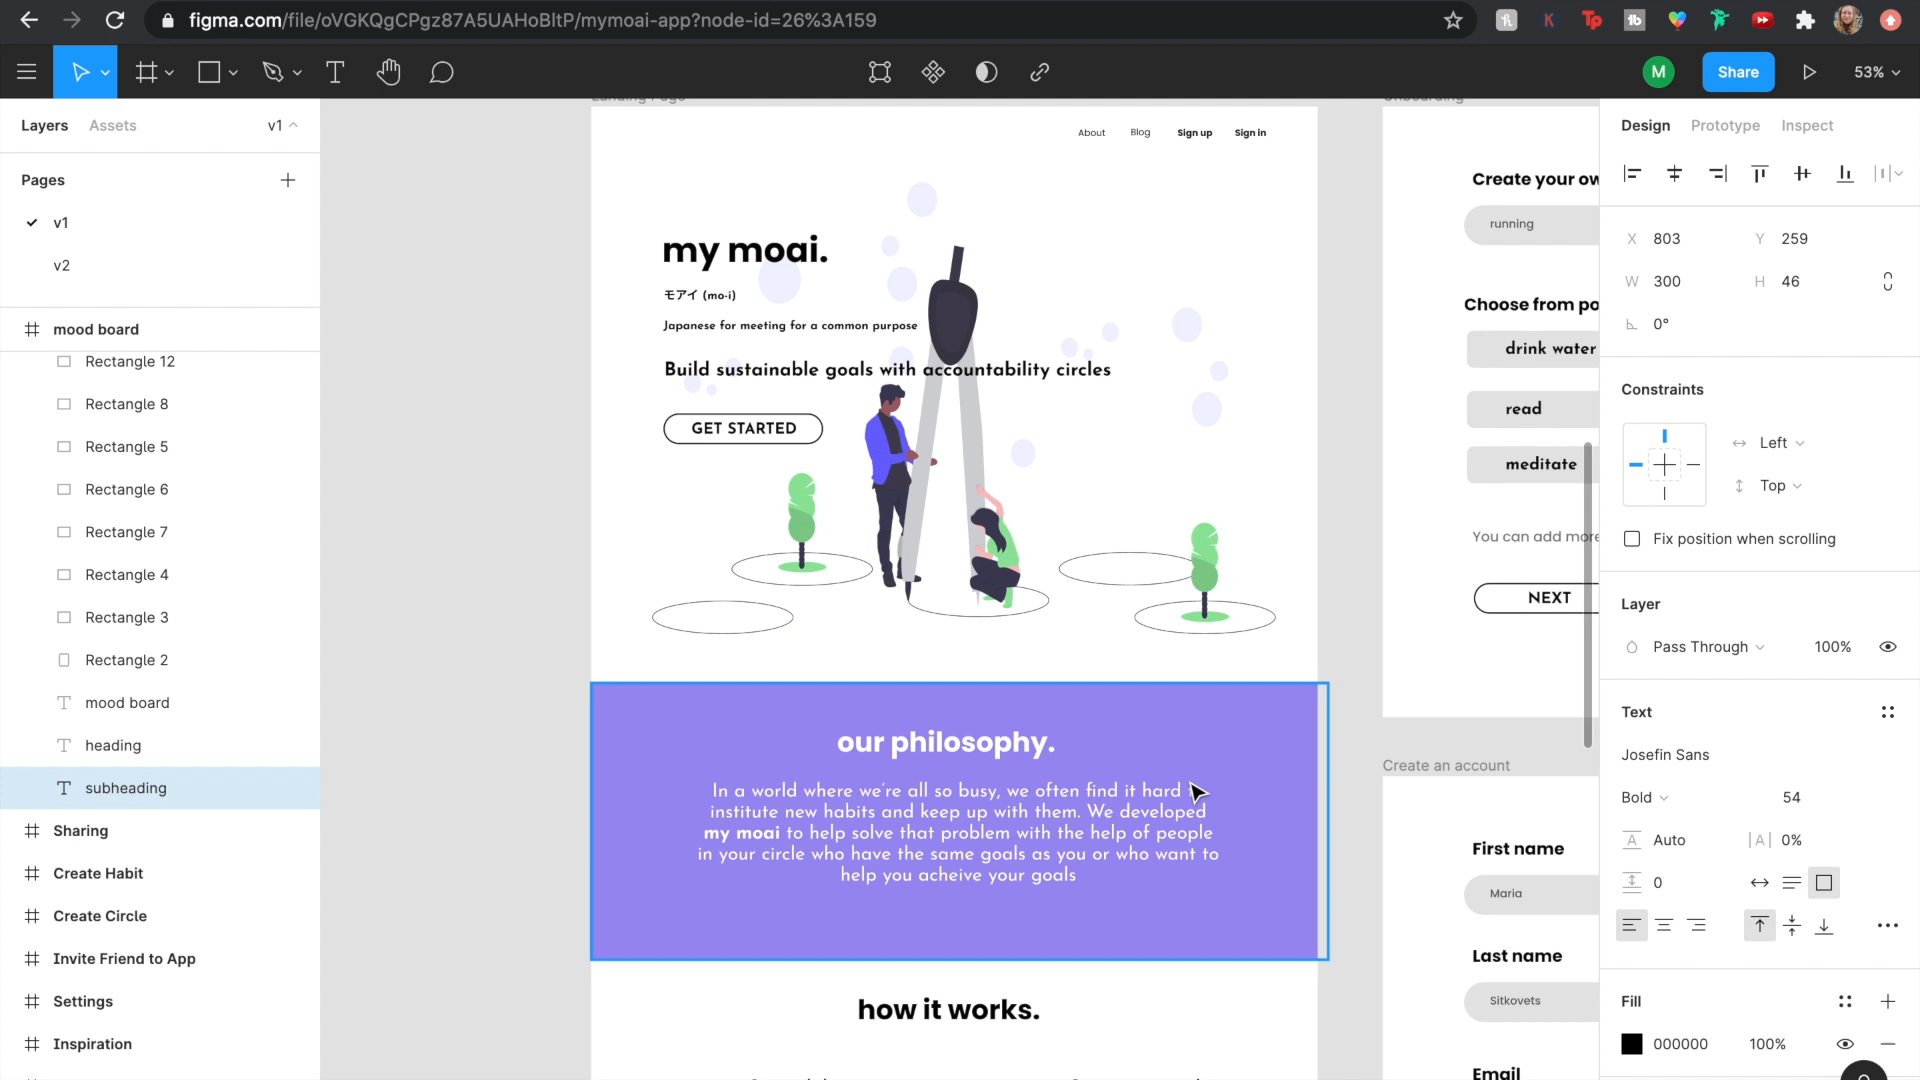 figma.com/file/oVGKQgCPgz87A5UAHoBltP/mymoai-app?node-id=26%3A159
M
Share
53%
Layers
Assets
v1
Pages
v1
v2
mood board
Rectangle 12
Rectangle 8
Rectangle 5
Rectangle 6
Rectangle 7
Rectangle 4
Rectangle 3
Rectangle 2
mood board
heading
subheading
Sharing
Create Habit
Create Circle
Invite Friend to App
Settings
Inspiration
Landing Page
About
Blog
Sign up
Sign in
my moai.
モアイ (mo-i)
Japanese for meeting for a common purpose
Build sustainable goals with accountability circles
GET STARTED
our philosophy.
In a world where we're all so busy, we often find it hard
institute new habits and keep up with them. We developed
my moai to help solve that problem with the help of people
in your circle who have the same goals as you or who want to
help you acheive your goals
how it works.
Onboarding
Create your ow
running
Choose from po
drink water
read
meditate
You can add more
NEXT
Create an account
First name
Maria
Last name
Sitkovets
Email
Design
Prototype
Inspect
X 803
Y 259
W 300
H 46
0°
Constraints
Left
Top
Fix position when scrolling
Layer
Pass Through
100%
Text
Josefin Sans
Bold
54
Auto
0%
0
Fill
000000
100%